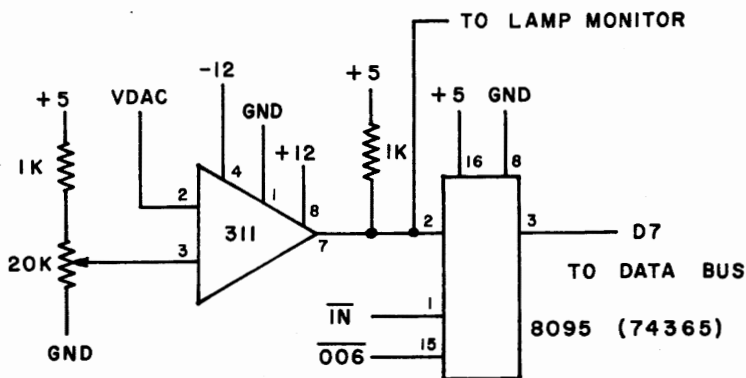 TO LAMP MONITOR
-12
+5
+5 GND
+5
VDAC
GND
1K
+12
1K
4
1
16
8
2
8
311
2
3
D7
3
7
20K
TO DATA BUS
IN
1
8095 (74365)
006
15
GND